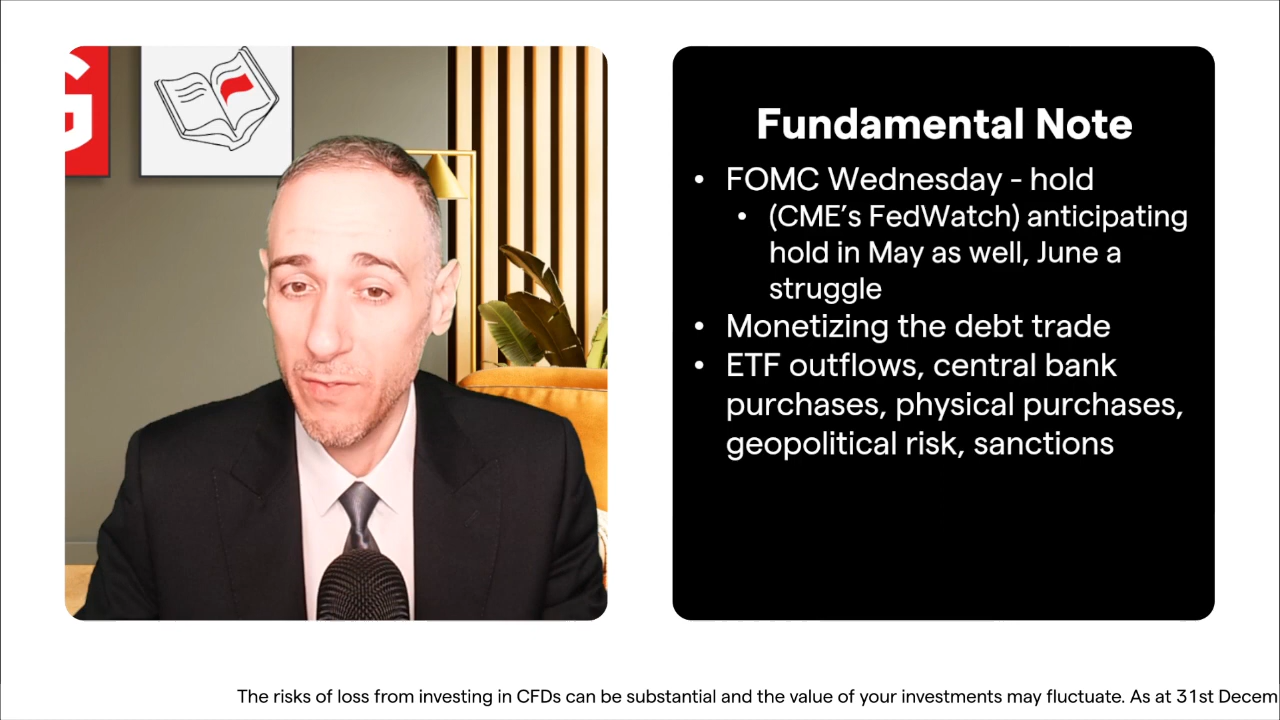 Fundamental Note
• FOMC Wednesday - hold
• (CME’s FedWatch) anticipating
hold in May as well, June a
struggle
• Monetizing the debt trade
• ETF outflows, central bank
purchases, physical purchases,
geopolitical risk, sanctions
The risks of loss from investing in CFDs can be substantial and the value of your investments may fluctuate. As at 31st Decem